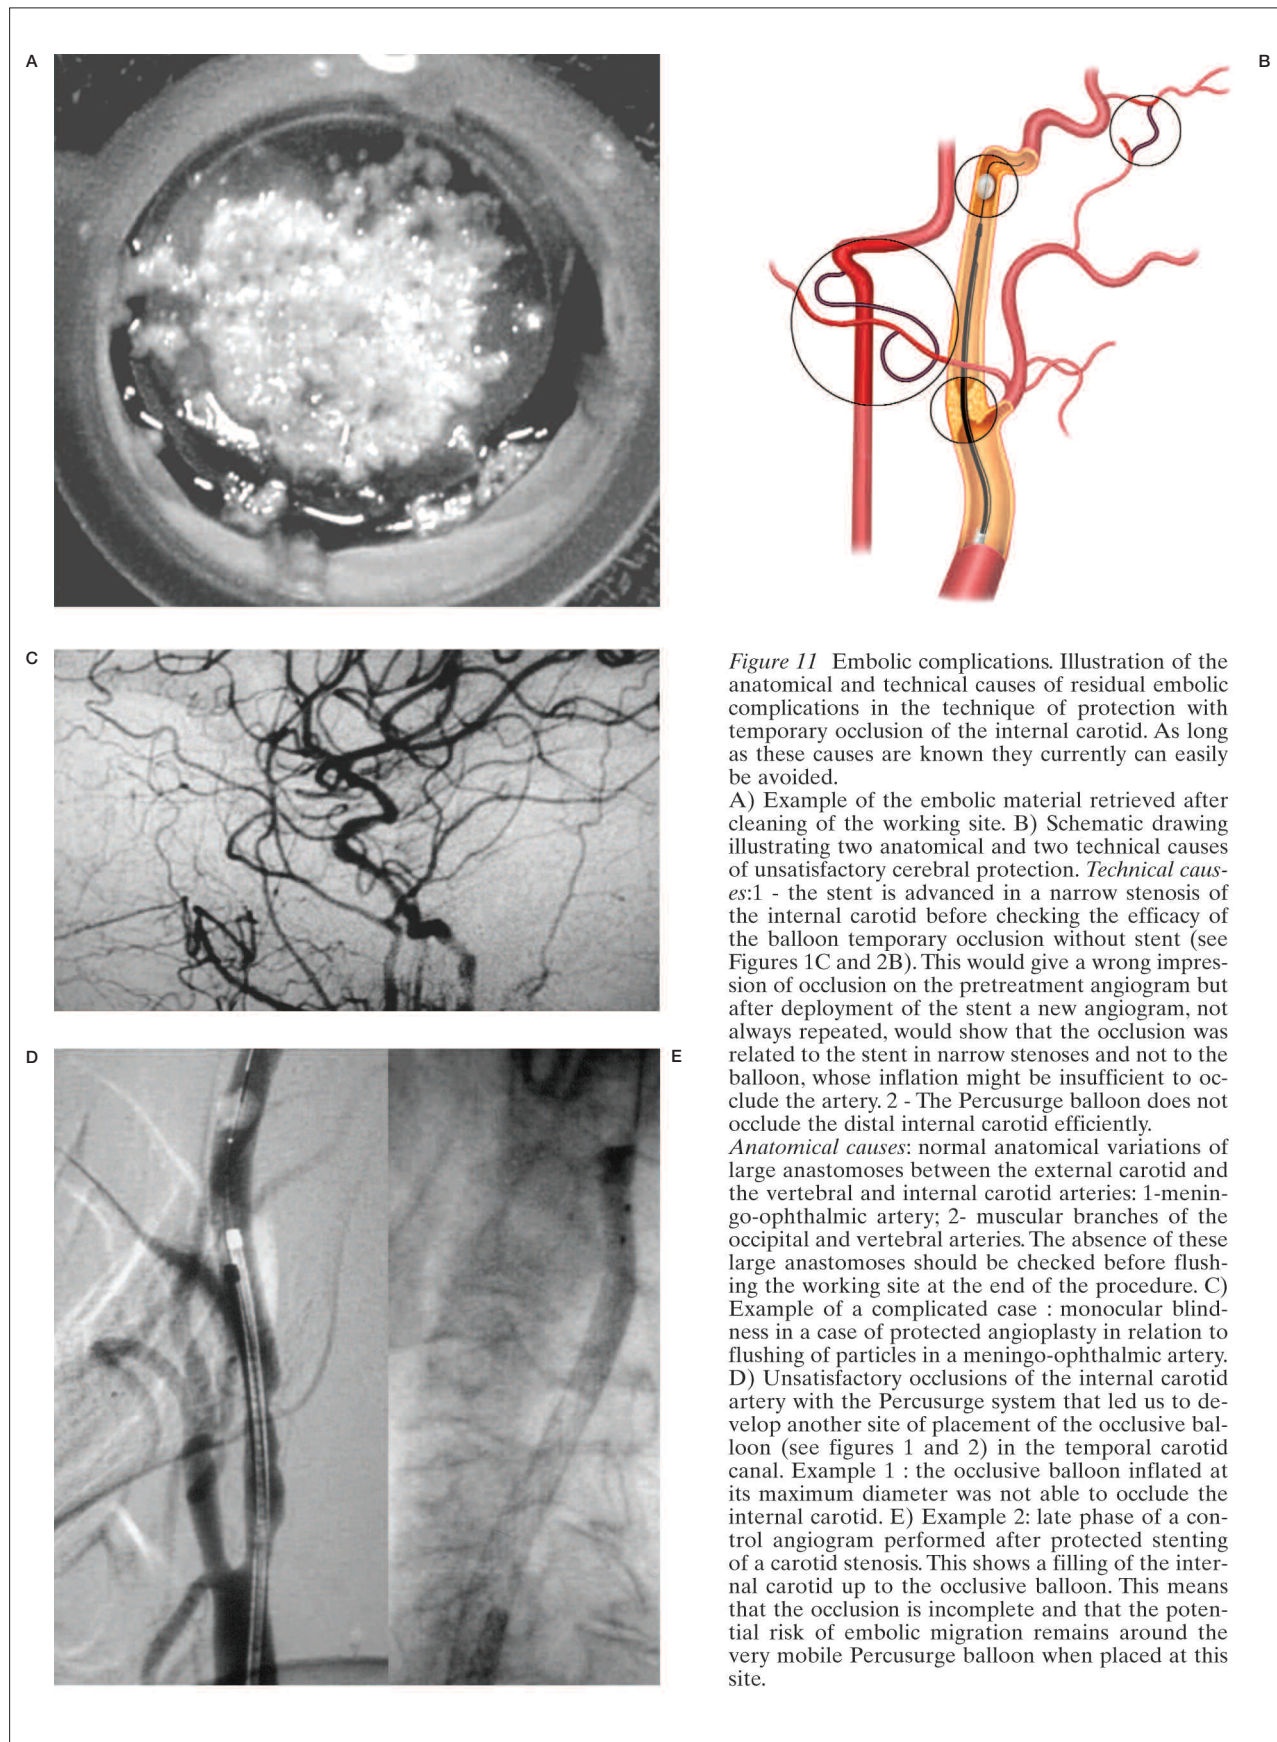 A
B
C
D
E
Figure 11 Embolic complications. Illustration of the
anatomical and technical causes of residual embolic
complications in the technique of protection with
temporary occlusion of the internal carotid. As long
as these causes are known they currently can easily
be avoided.
A) Example of the embolic material retrieved after
cleaning of the working site. B) Schematic drawing
illustrating two anatomical and two technical causes
of unsatisfactory cerebral protection. Technical caus-
es:1 - the stent is advanced in a narrow stenosis of
the internal carotid before checking the efficacy of
the balloon temporary occlusion without stent (see
Figures 1C and 2B). This would give a wrong impres-
sion of occlusion on the pretreatment angiogram but
after deployment of the stent a new angiogram, not
always repeated, would show that the occlusion was
related to the stent in narrow stenoses and not to the
balloon, whose inflation might be insufficient to oc-
clude the artery. 2 - The Percusurge balloon does not
occlude the distal internal carotid efficiently.
Anatomical causes: normal anatomical variations of
large anastomoses between the external carotid and
the vertebral and internal carotid arteries: 1-menin-
go-ophthalmic artery; 2- muscular branches of the
occipital and vertebral arteries. The absence of these
large anastomoses should be checked before flush-
ing the working site at the end of the procedure. C)
Example of a complicated case : monocular blind-
ness in a case of protected angioplasty in relation to
flushing of particles in a meningo-ophthalmic artery.
D) Unsatisfactory occlusions of the internal carotid
artery with the Percusurge system that led us to de-
velop another site of placement of the occlusive bal-
loon (see figures 1 and 2) in the temporal carotid
canal. Example 1 : the occlusive balloon inflated at
its maximum diameter was not able to occlude the
internal carotid. E) Example 2: late phase of a con-
trol angiogram performed after protected stenting
of a carotid stenosis. This shows a filling of the inter-
nal carotid up to the occlusive balloon. This means
that the occlusion is incomplete and that the poten-
tial risk of embolic migration remains around the
very mobile Percusurge balloon when placed at this
site.